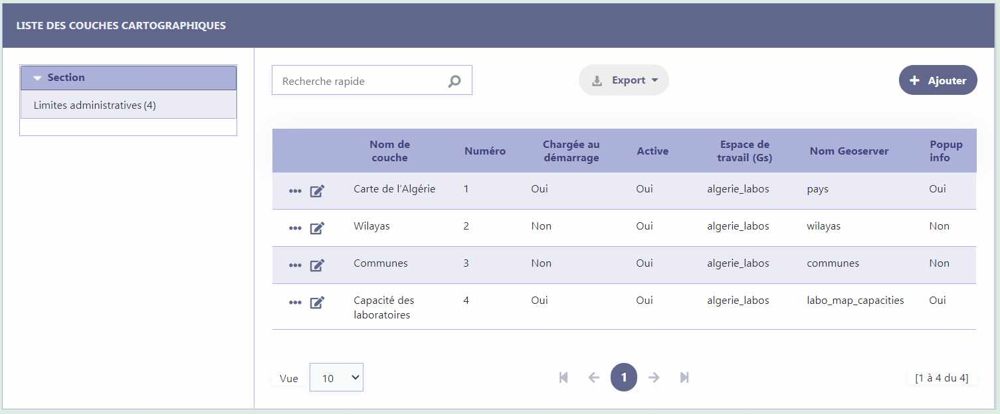 LISTE DES COUCHES CARTOGRAPHIQUES
Section
Limites administratives (4)
Recherche rapide
Export
Ajouter
Nom de couche Numéro Chargée au démarrage Active Espace de travail (Gs) Nom Geoserver Popup info
Carte de l'Algérie 1 Oui Oui algerie_labos pays Oui
Wilayas 2 Non Oui algerie_labos wilayas Non
Communes 3 Non Oui algerie_labos communes Non
Capacité des laboratoires 4 Oui Oui algerie_labos labo_map_capacities Oui
Vue 10 1 [1 à 4 du 4]